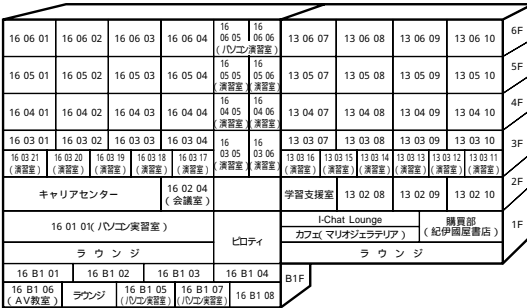 16 06 01 16 06 02 16 06 03 16 06 04 16 06 05 16 06 06 (パソコン演習室) 13 06 07 13 06 08 13 06 09 13 06 10 6F
16 05 01 16 05 02 16 05 03 16 05 04 16 05 05 (演習室) 16 05 06 (演習室) 13 05 07 13 05 08 13 05 09 13 05 10 5F
16 04 01 16 04 02 16 04 03 16 04 04 16 04 05 (演習室) 16 04 06 (演習室) 13 04 07 13 04 08 13 04 09 13 04 10 4F
16 03 01 16 03 02 16 03 03 16 03 04 16 03 05 (演習室) 16 03 06 (演習室) 13 03 07 13 03 08 13 03 09 13 03 10 3F
16 03 21 (演習室) 16 03 20 (演習室) 16 03 19 (演習室) 16 03 18 (演習室) 16 03 17 (演習室) 13 03 16 (演習室) 13 03 15 (演習室) 13 03 14 (演習室) 13 03 13 (演習室) 13 03 12 (演習室) 13 03 11 (演習室)
キャリアセンター 16 02 04 (会議室) 学習支援室 13 02 08 13 02 09 13 02 10 2F
16 01 01(パソコン実習室) ピロティ I-Chat Lounge 購買部 (紀伊國屋書店) 1F
カフェ(マリオジェラテリア)
ラウンジ ラウンジ
16 B1 01 16 B1 02 16 B1 03 16 B1 04 B1F
16 B1 06 (AV教室) ラウンジ 16 B1 05 (パソコン実習室) 16 B1 07 (パソコン実習室) 16 B1 08